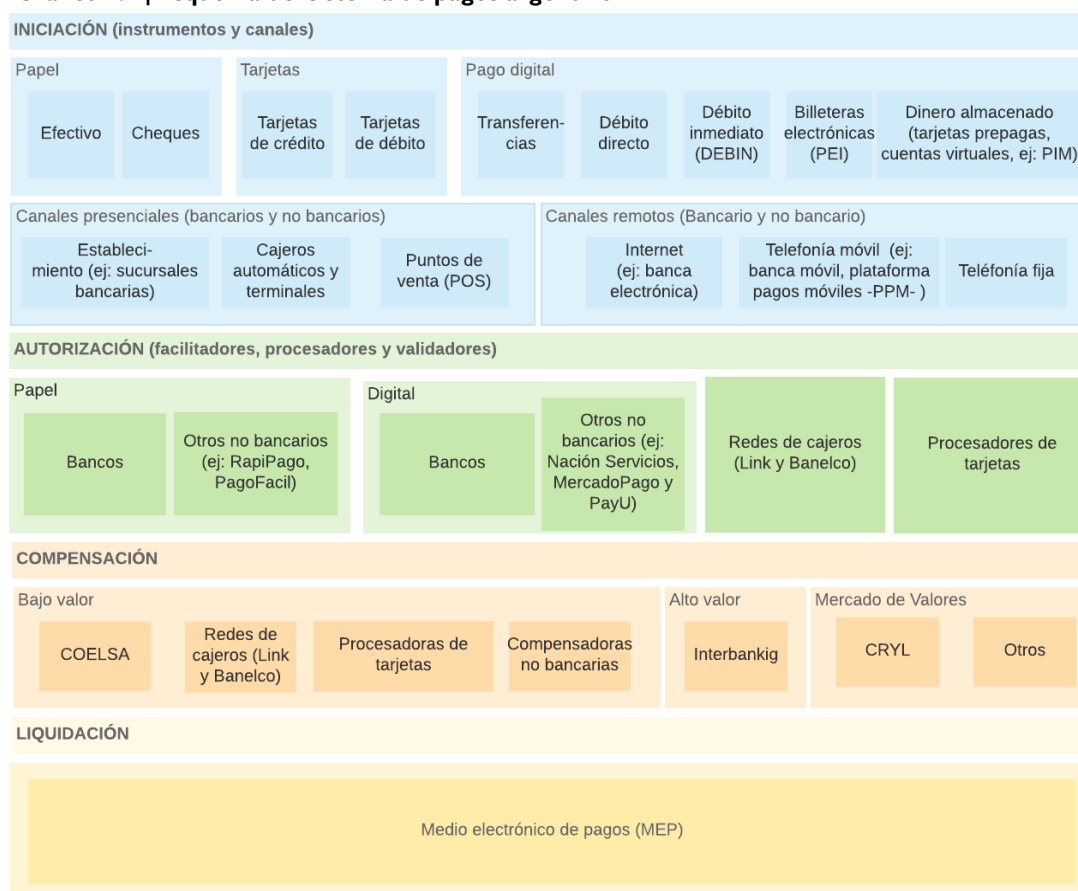 INICIACIÓN (instrumentos y canales)
Papel
Efectivo
Cheques
Tarjetas
Tarjetas
de crédito
Tarjetas
de débito
Pago digital
Transferen-
cias
Débito
directo
Débito
inmediato
(DEBIN)
Billeteras
electrónicas
(PEI)
Dinero almacenado
(tarjetas prepagas,
cuentas virtuales, ej: PIM)
Canales presenciales (bancarios y no bancarios)
Estableci-
miento (ej: sucursales
bancarias)
Cajeros
automáticos y
terminales
Puntos de
venta (POS)
Canales remotos (Bancario y no bancario)
Internet
(ej: banca
electrónica)
Telefonía móvil (ej:
banca móvil, plataforma
pagos móviles -PPM- )
Teléfonía fija
AUTORIZACIÓN (facilitadores, procesadores y validadores)
Papel
Bancos
Otros no bancarios
(ej: RapiPago,
PagoFacil)
Digital
Bancos
Otros no
bancarios (ej:
Nación Servicios,
MercadoPago y
PayU)
Redes de cajeros
(Link y Banelco)
Procesadores de
tarjetas
COMPENSACIÓN
Bajo valor
COELSA
Redes de
cajeros (Link
y Banelco)
Procesadoras de
tarjetas
Compensadoras
no bancarias
Alto valor
Interbankig
Mercado de Valores
CRYL
Otros
LIQUIDACIÓN
Medio electrónico de pagos (MEP)